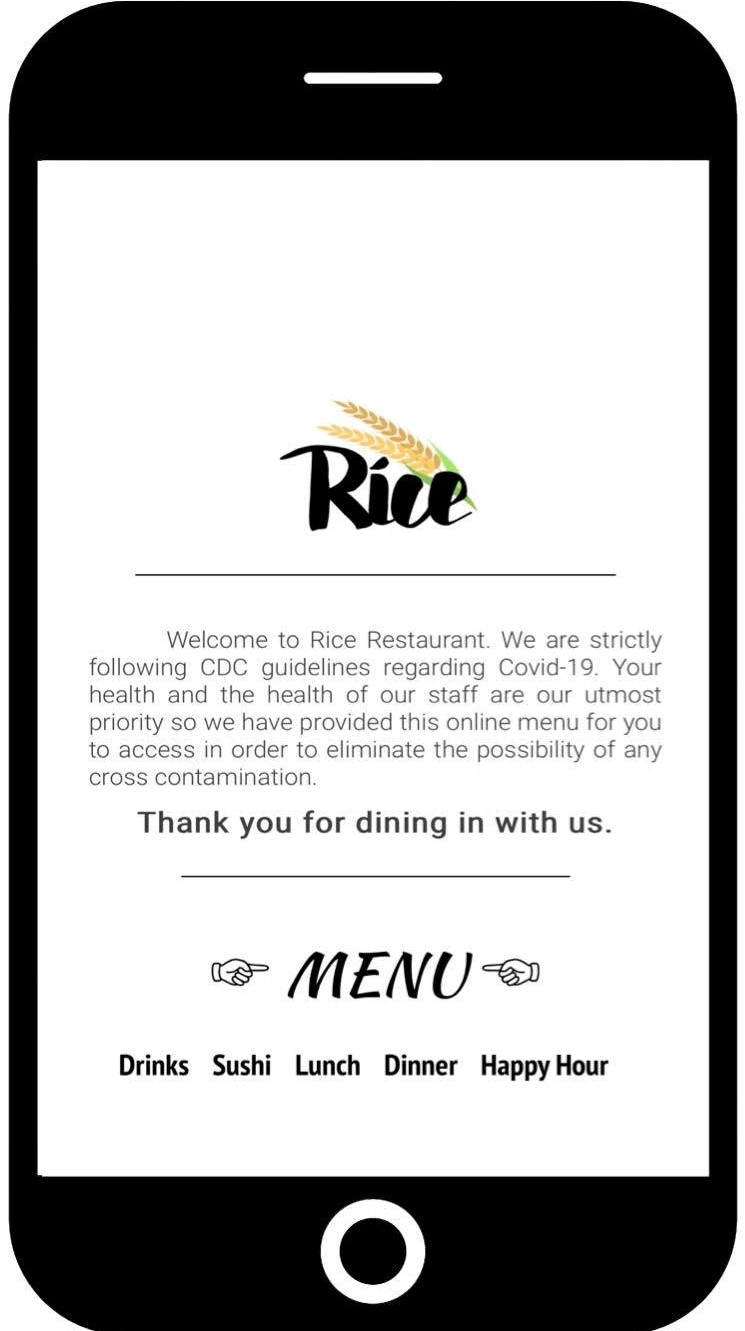 Rice
Welcome to Rice Restaurant. We are strictly
following CDC guidelines regarding Covid-19. Your
health and the health of our staff are our utmost
priority so we have provided this online menu for you
to access in order to eliminate the possibility of any
cross contamination.
Thank you for dining in with us.
MENU
Drinks Sushi Lunch Dinner Happy Hour